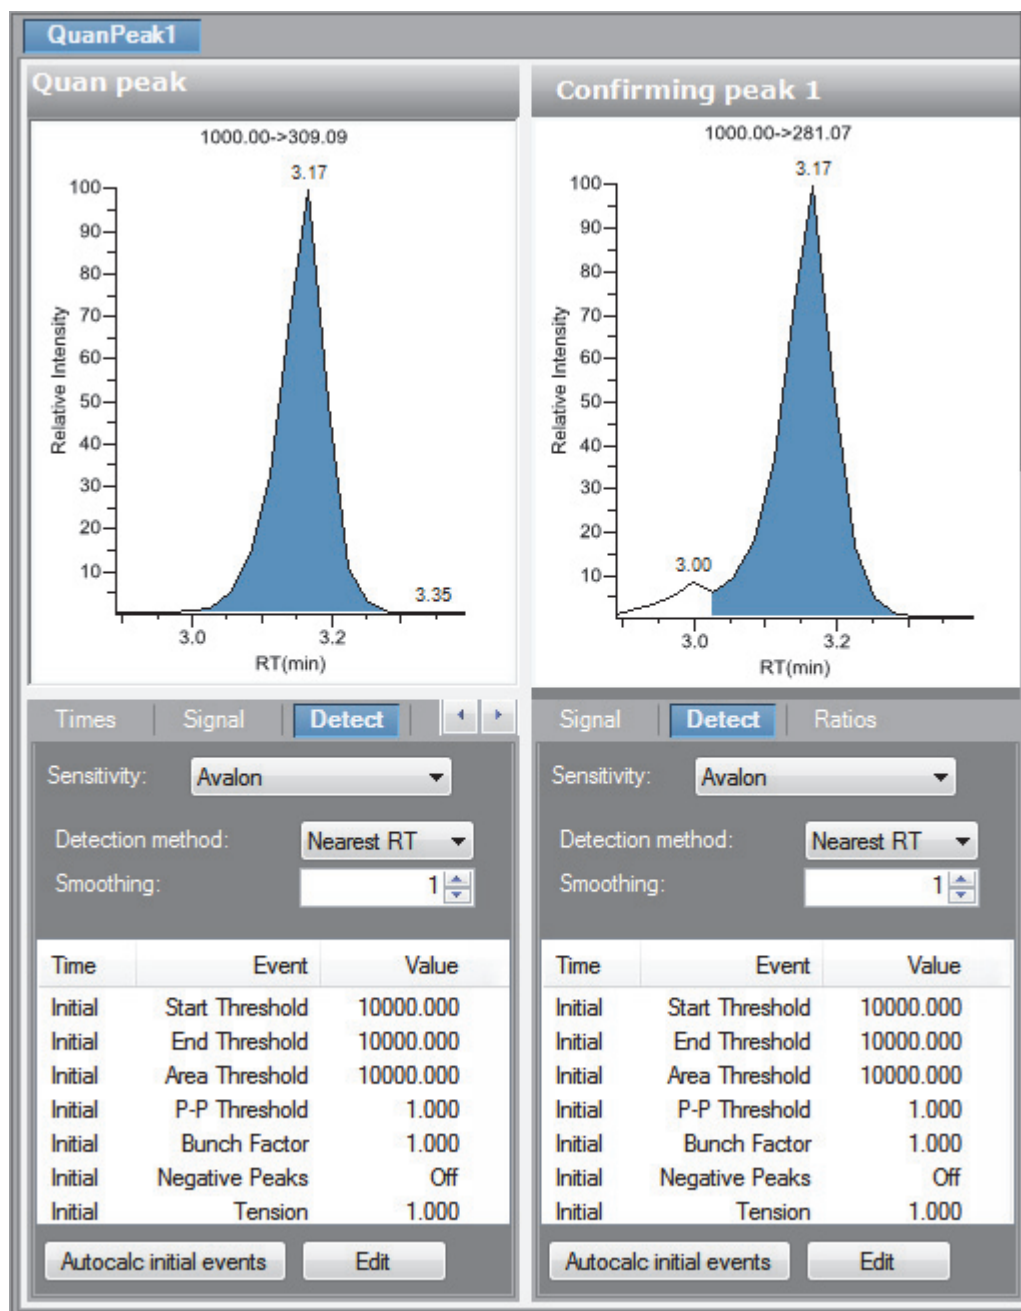 QuanPeak1
Quan peak
1000.00->309.09
3.17
100
90
80
70
60
50
40
30
20
10
Relative Intensity
3.35
3.0
3.2
RT(min)
Confirming peak 1
1000.00->281.07
3.17
100
90
80
70
60
50
40
30
20
10
Relative Intensity
3.00
3.0
3.2
RT(min)
Times Signal Detect
Sensitivity: Avalon
Detection method: Nearest RT
Smoothing: 1
Time Event Value
Initial Start Threshold 10000.000
Initial End Threshold 10000.000
Initial Area Threshold 10000.000
Initial P-P Threshold 1.000
Initial Bunch Factor 1.000
Initial Negative Peaks Off
Initial Tension 1.000
Autocalc initial events Edit
Signal Detect Ratios
Sensitivity: Avalon
Detection method: Nearest RT
Smoothing: 1
Time Event Value
Initial Start Threshold 10000.000
Initial End Threshold 10000.000
Initial Area Threshold 10000.000
Initial P-P Threshold 1.000
Initial Bunch Factor 1.000
Initial Negative Peaks Off
Initial Tension 1.000
Autocalc initial events Edit